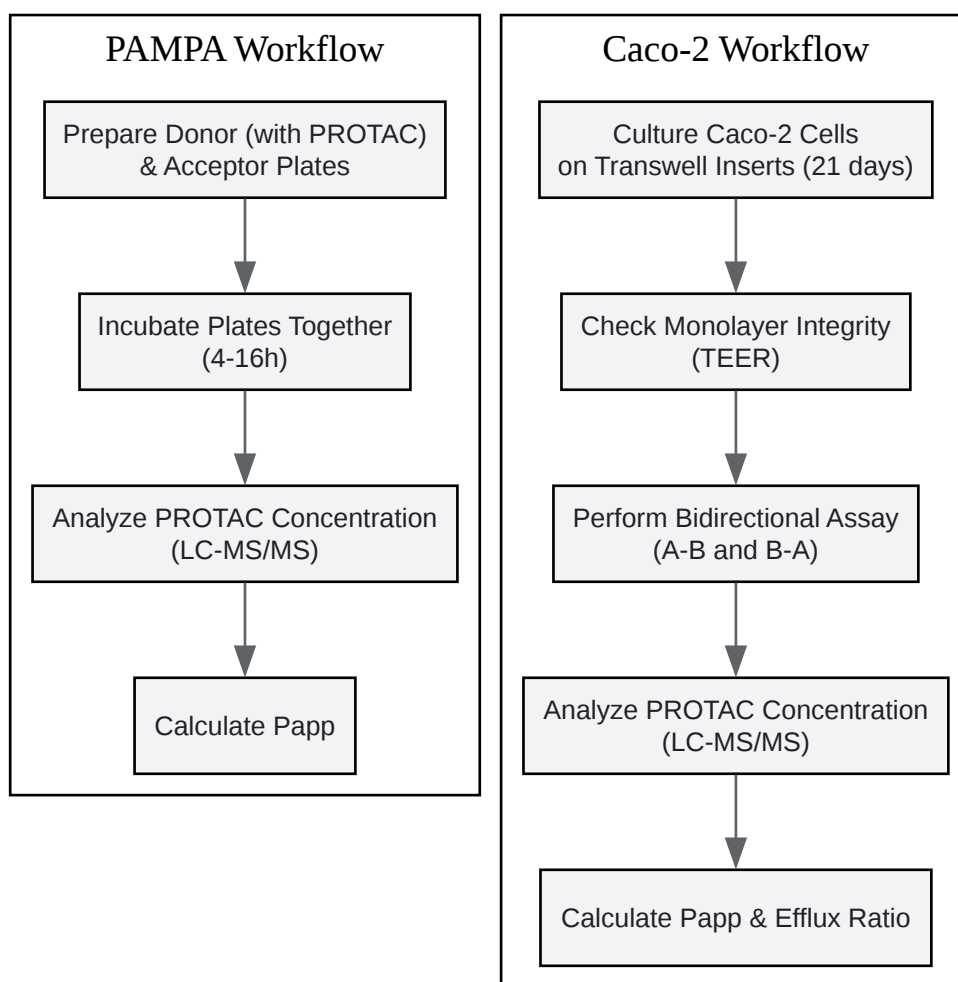 PAMPA Workflow
Prepare Donor (with PROTAC)
& Acceptor Plates
Incubate Plates Together
(4-16h)
Analyze PROTAC Concentration
(LC-MS/MS)
Calculate Papp
Caco-2 Workflow
Culture Caco-2 Cells
on Transwell Inserts (21 days)
Check Monolayer Integrity
(TEER)
Perform Bidirectional Assay
(A-B and B-A)
Analyze PROTAC Concentration
(LC-MS/MS)
Calculate Papp & Efflux Ratio